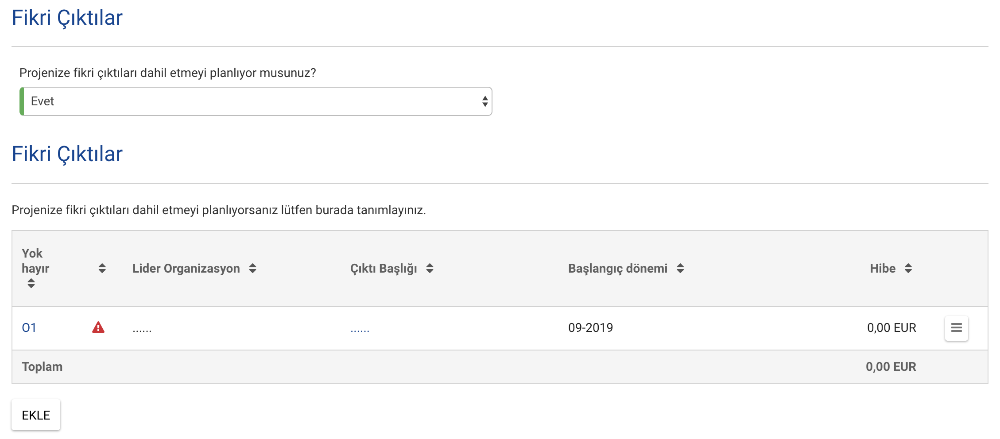 Fikri Çıktılar
Projenize fikri çıktıları dahil etmeyi planlıyor musunuz?
Evet
Fikri Çıktılar
Projenize fikri çıktıları dahil etmeyi planlıyorsanız lütfen burada tanımlayınız.
Yok
hayır
Lider Organizasyon
Çıktı Başlığı
Başlangıç dönemi
Hibe
O1
......
......
09-2019
0,00 EUR
Toplam
0,00 EUR
EKLE